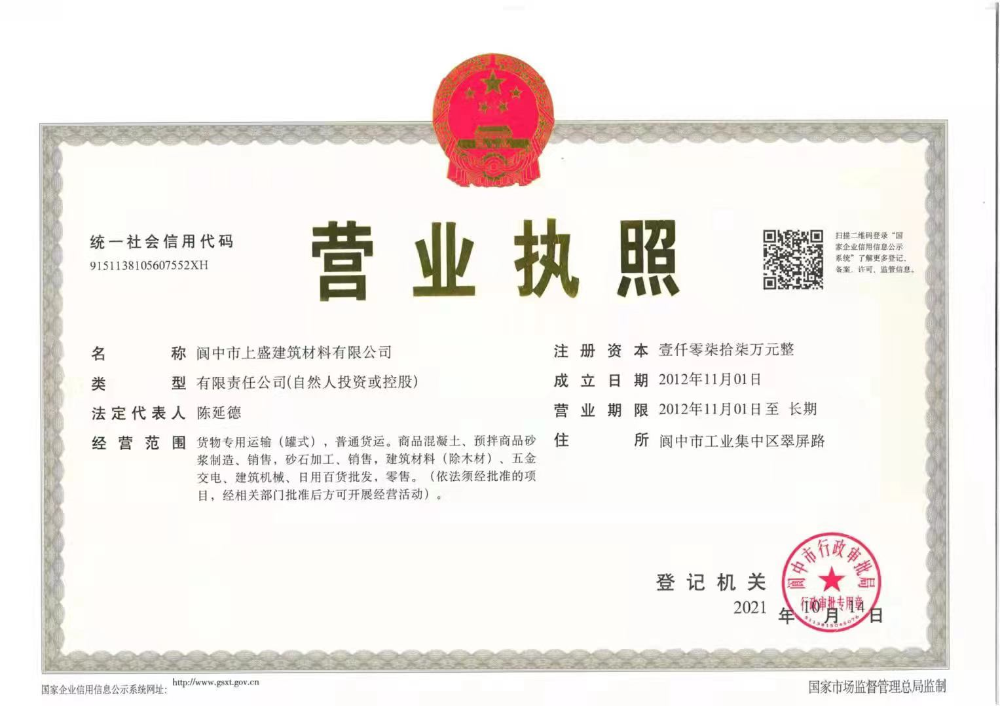 统一社会信用代码
9151138105607552XH
营业执照
扫描二维码登录“国
家企业信用信息公示
系统”了解更多登记、
备案、许可、监管信息。
名称 阆中市上盛建筑材料有限公司
类型 有限责任公司(自然人投资或控股)
法定代表人 陈延德
经营范围 货物专用运输（罐式），普通货运。商品混凝土、预拌商品砂
浆制造、销售，砂石加工、销售，建筑材料（除木材）、五金
交电、建筑机械、日用百货批发，零售。（依法须经批准的项
目，经相关部门批准后方可开展经营活动）。
注册资本 壹仟零柒拾柒万元整
成立日期 2012年11月01日
营业期限 2012年11月01日 至 长期
住所 阆中市工业集中区翠屏路
登记机关
阆中市行政审批局
行政审批专用章
5113815045076
2021年10月14日
国家企业信用信息公示系统网址：http://www.gsxt.gov.cn
国家市场监督管理总局监制